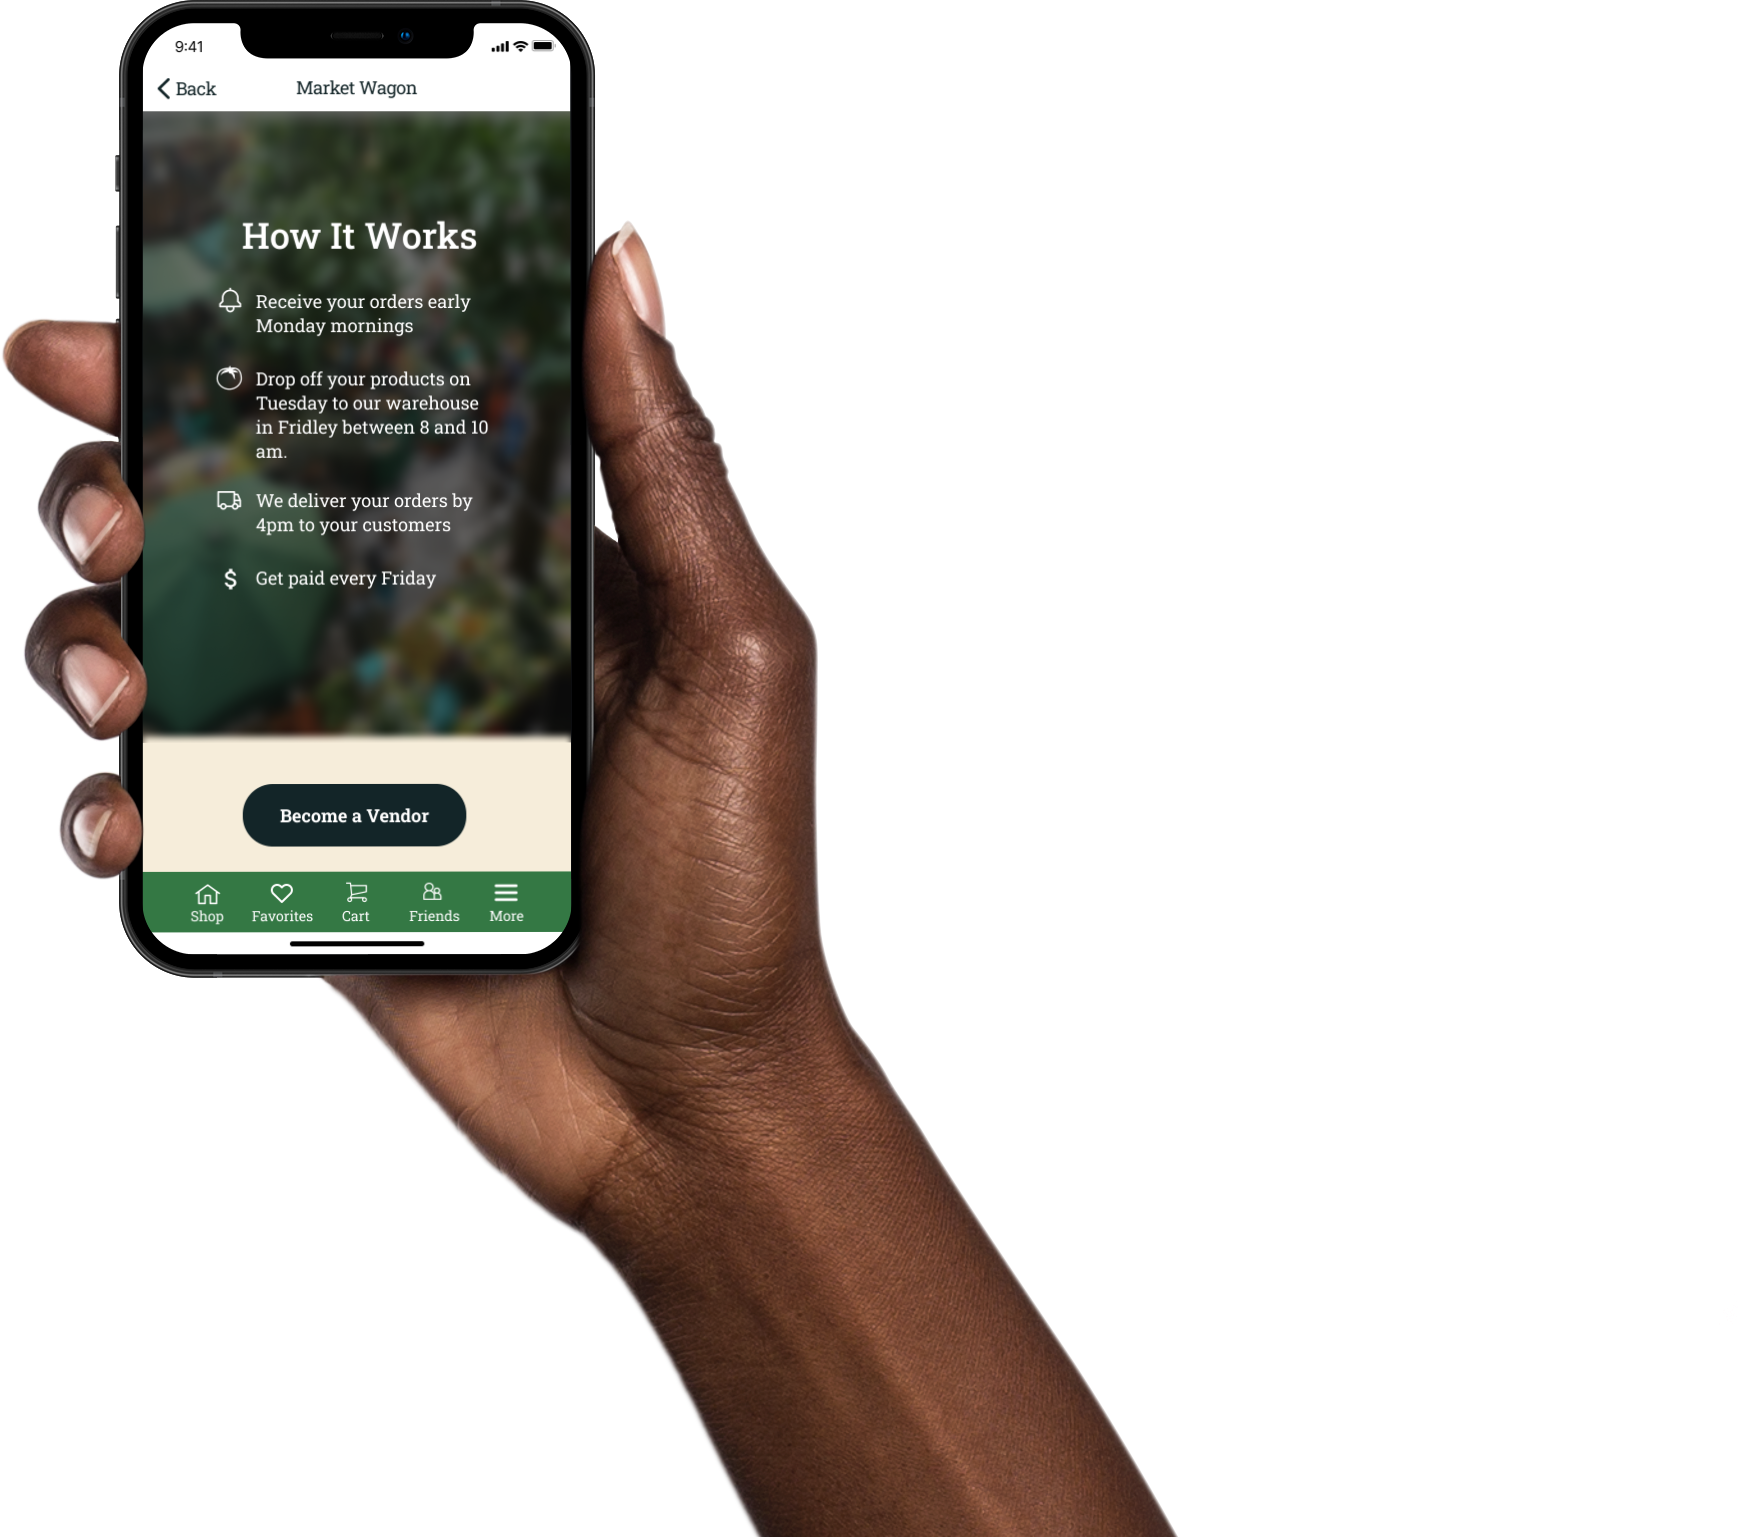 9:41
Back
Market Wagon
How It Works
Receive your orders early
Monday mornings
Drop off your products on
Tuesday to our warehouse
in Fridley between 8 and 10
am.
We deliver your orders by
4pm to your customers
$ Get paid every Friday
Become a Vendor
Shop Favorites Cart Friends More